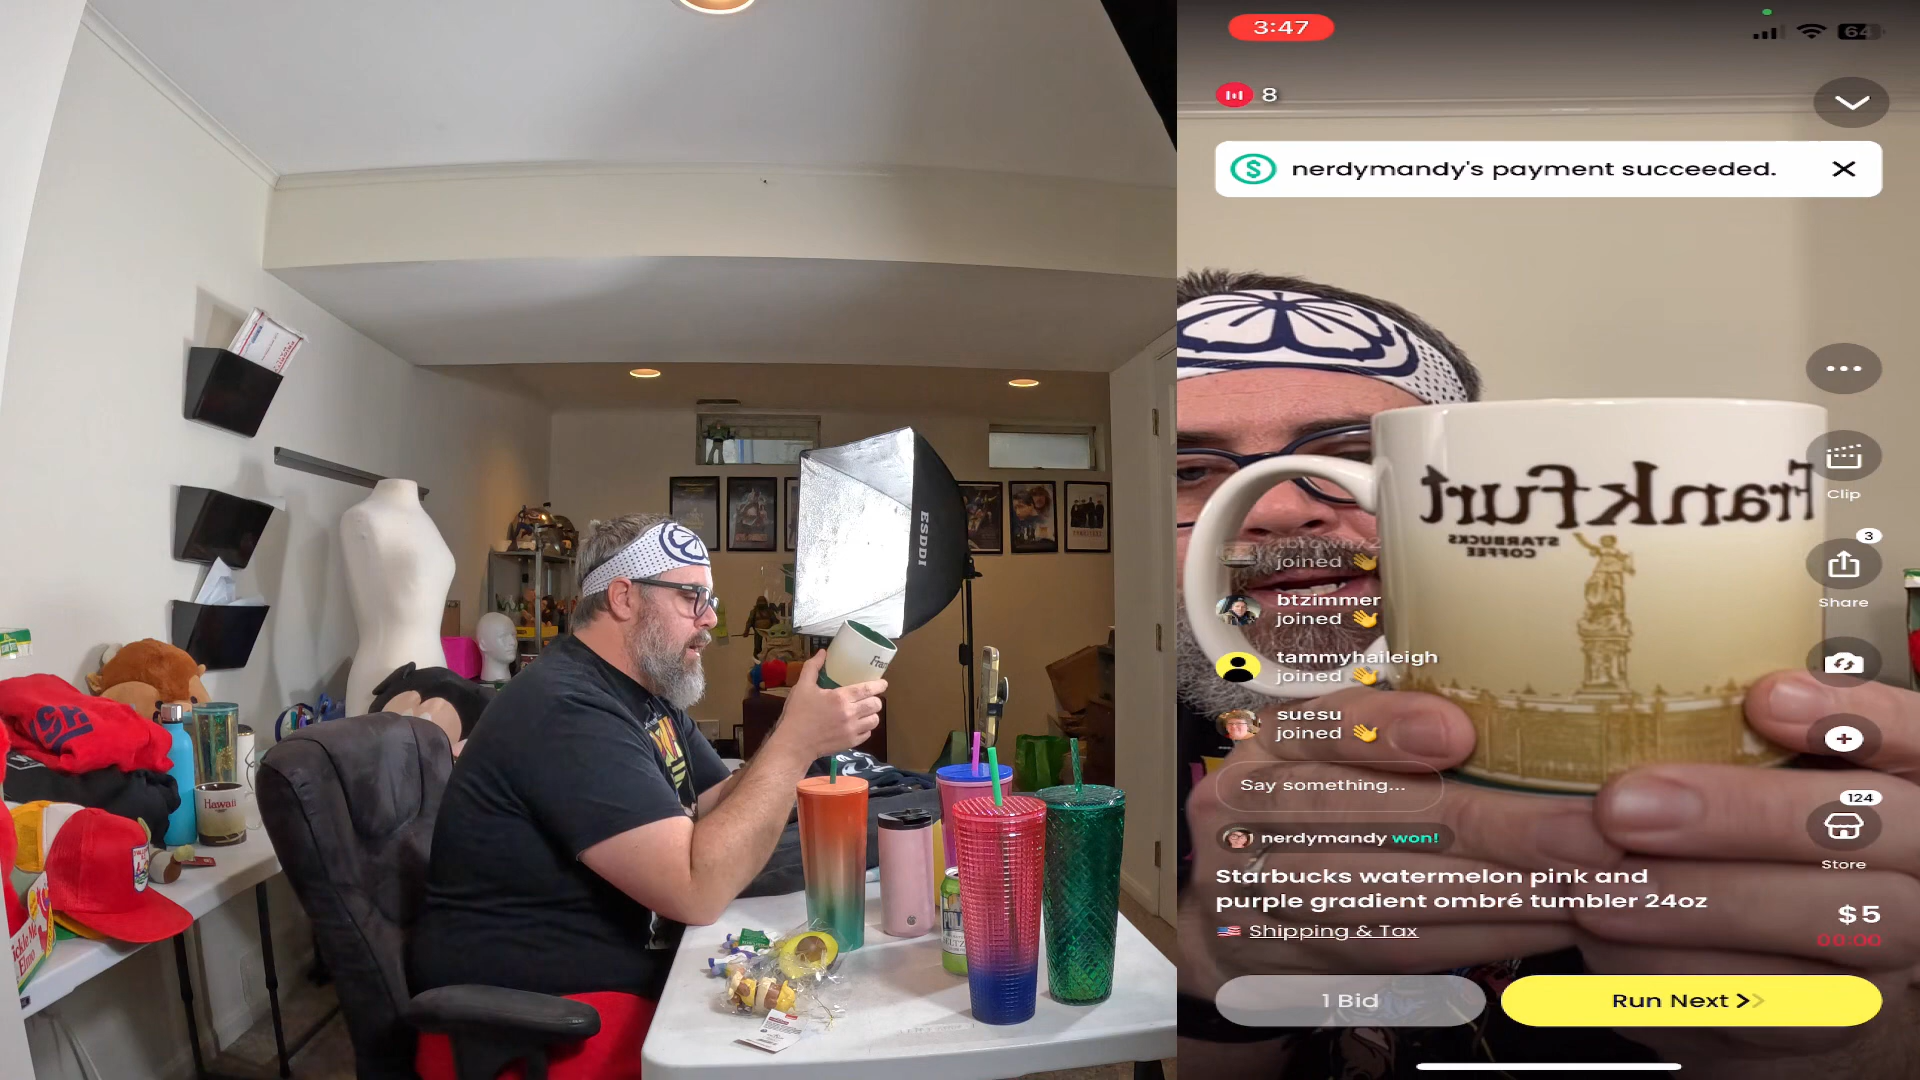 ESDDI
Hawaii
Fran
3:47
64
8
nerdymandy's payment succeeded.
Frankfurt
STARBUCKS
COFFEE
Clip
3
Share
joined 👋
btzimmer
joined 👋
tammyhaileigh
joined 👋
suesu
joined 👋
Say something...
124
Store
nerdymandy won!
Starbucks watermelon pink and
purple gradient ombré tumbler 24oz
$5
Shipping & Tax
00:00
1 Bid
Run Next >>